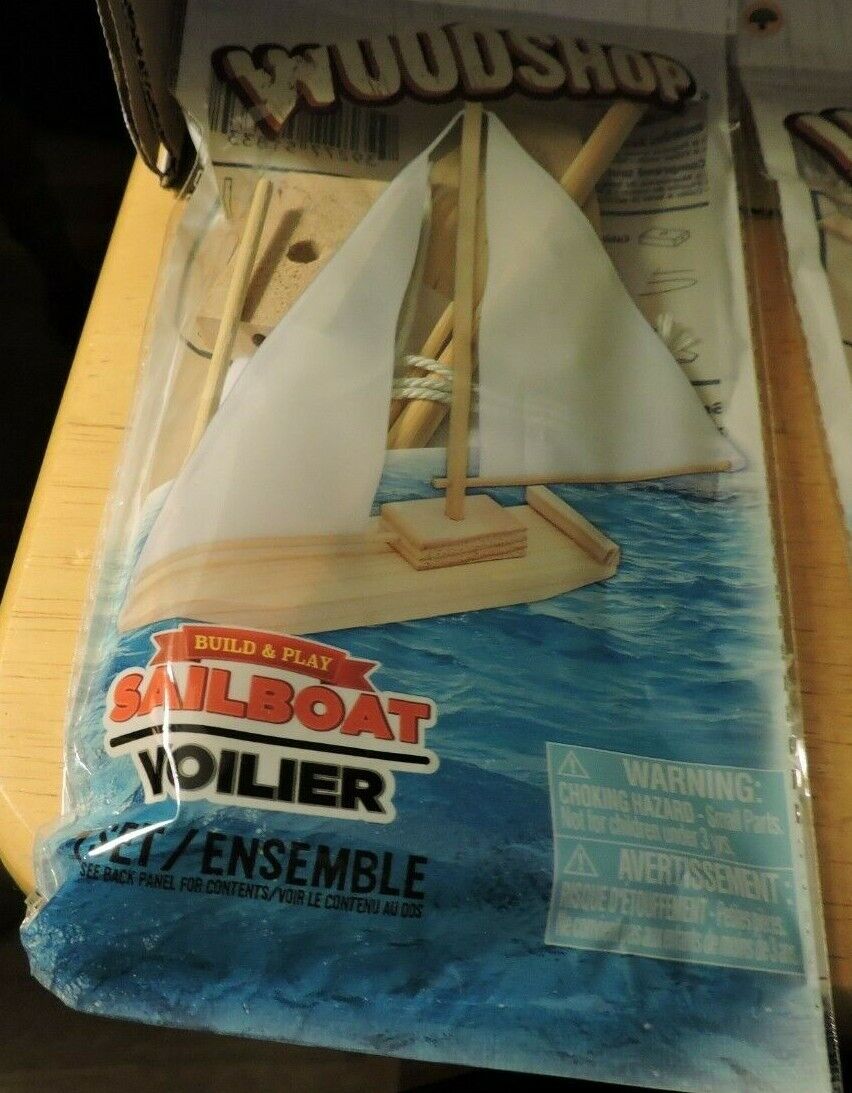 WOODSHOP
BUILD & PLAY
SAILBOAT
VOILIER
SET/ENSEMBLE
SEE BACK PANEL FOR CONTENTS/VOIR LE CONTENU AU DOS
WARNING:
CHOKING HAZARD - Small Parts.
Not for children under 3 yrs.
AVERTISSEMENT:
RISQUE D'ÉTOUFFEMENT - Petites pièces.